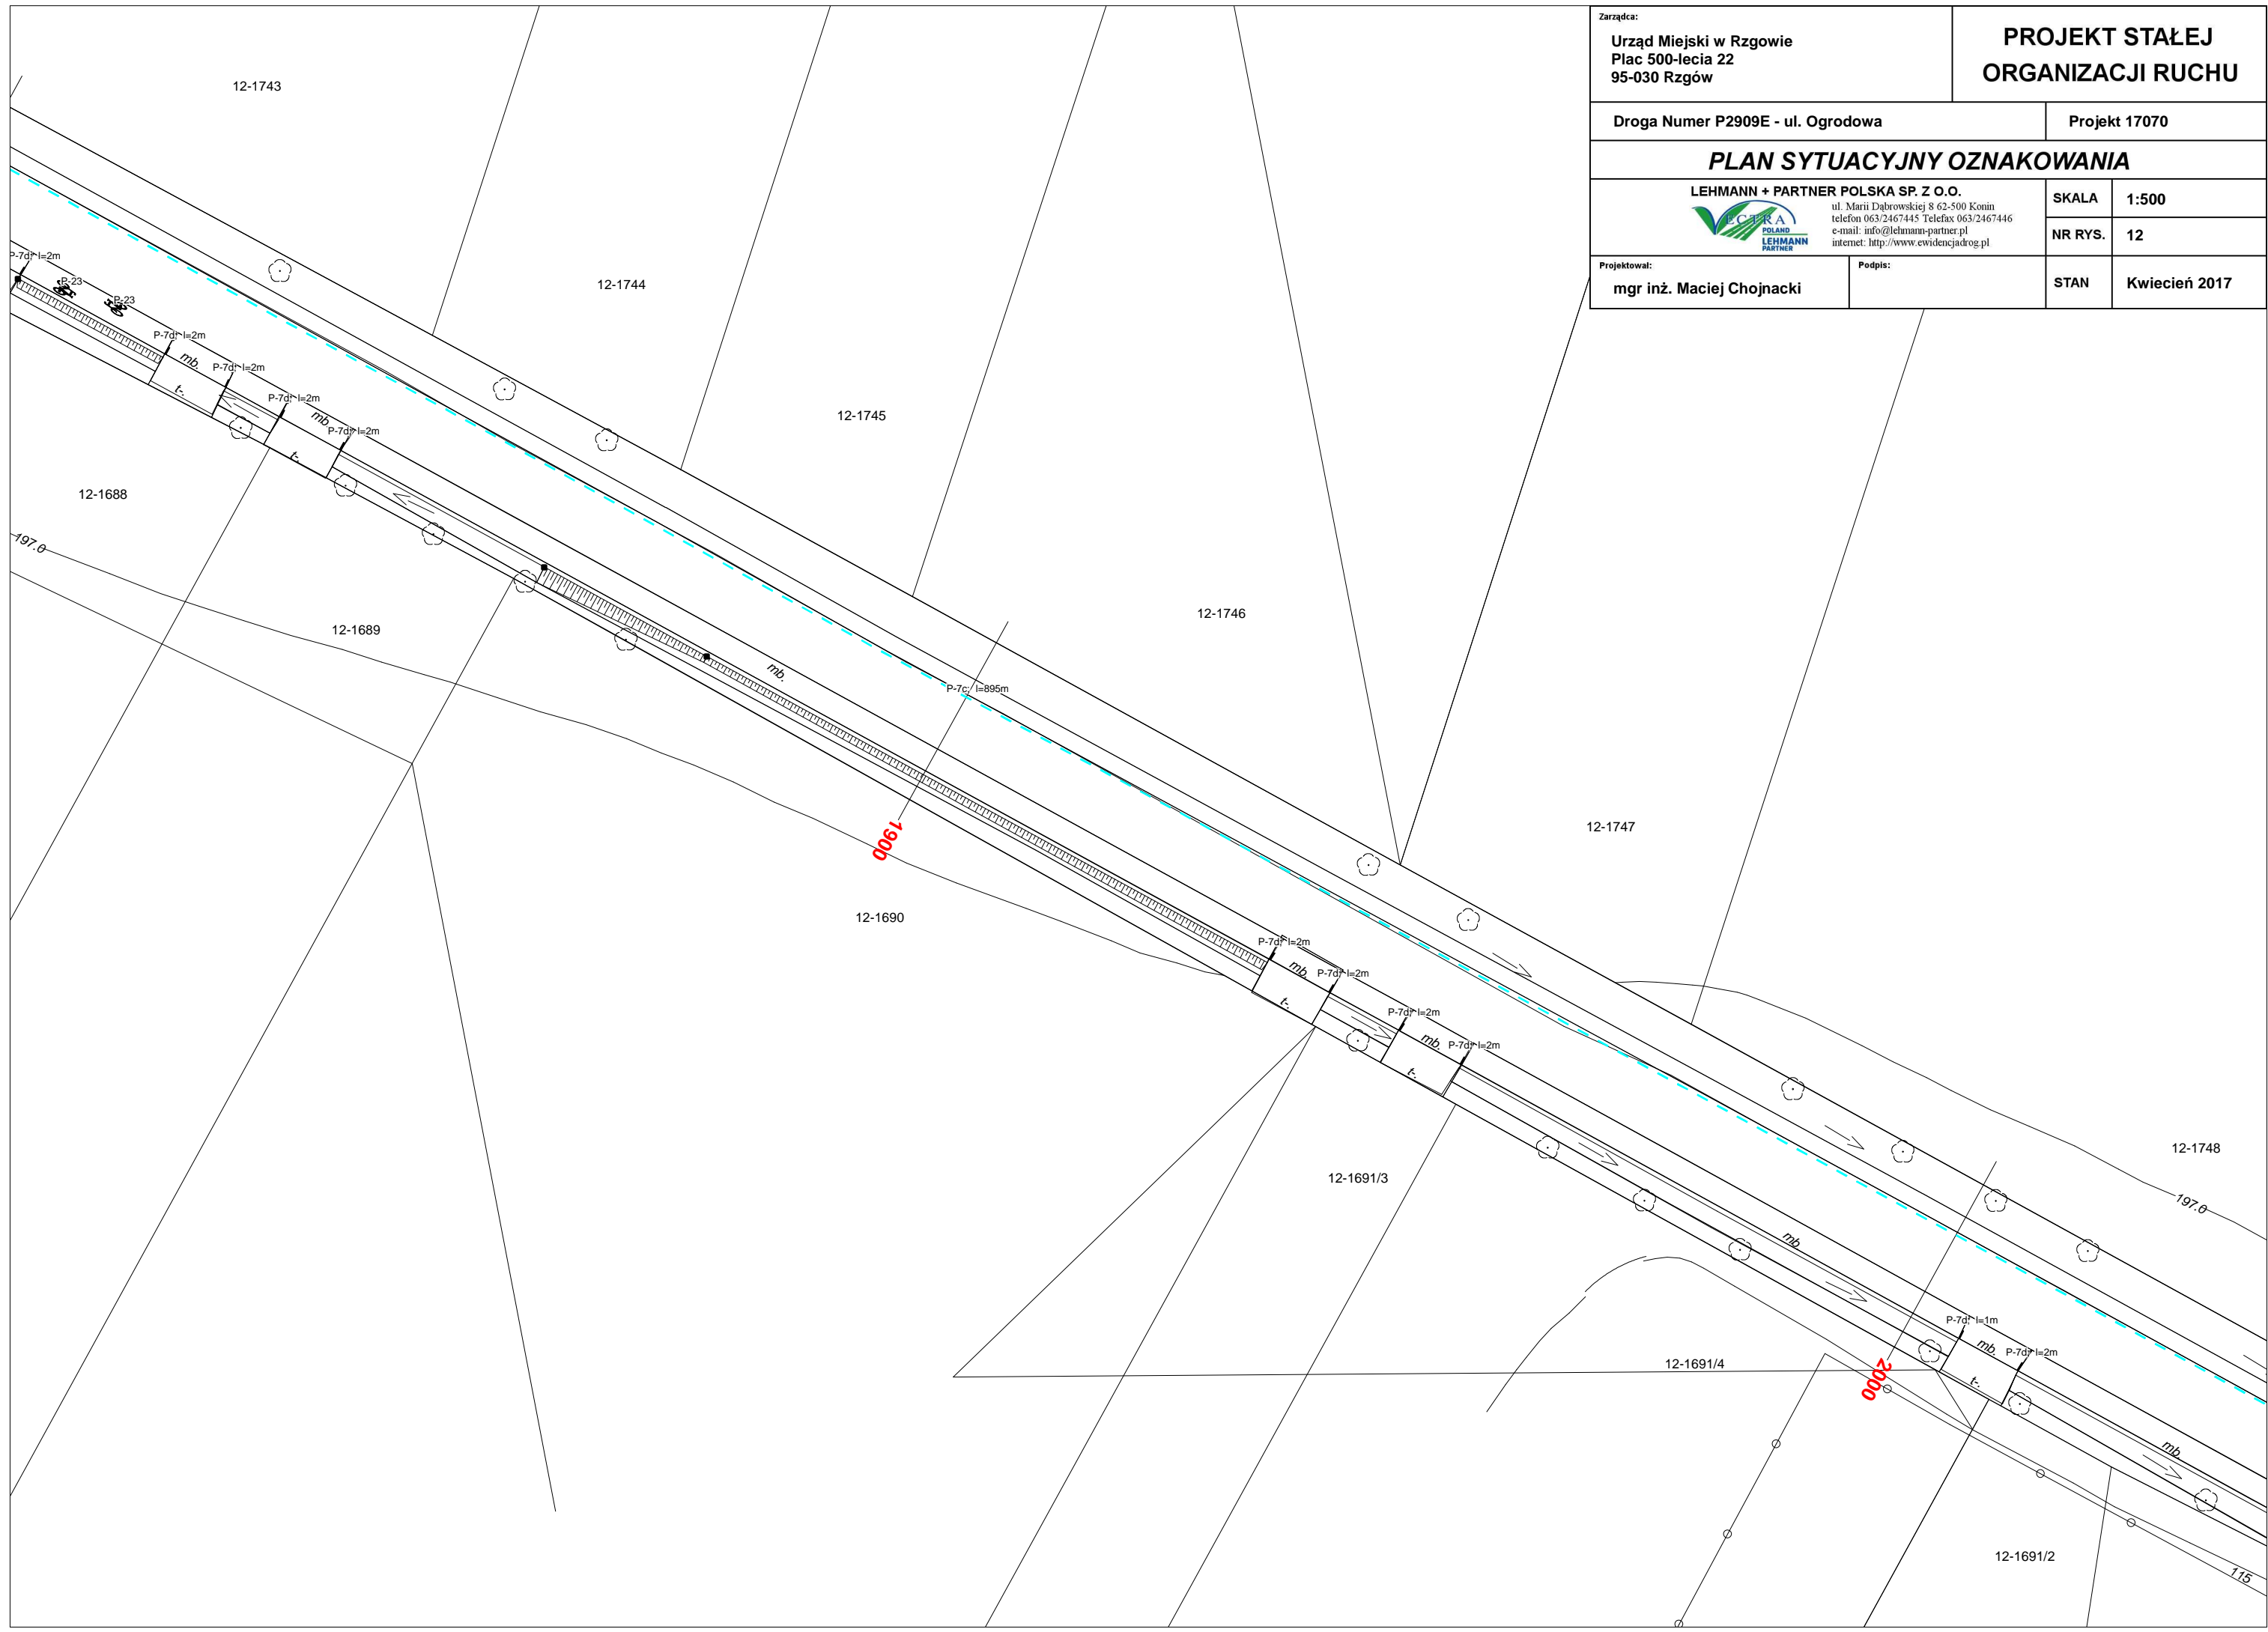 Zarządca:
Urząd Miejski w Rzgowie
Plac 500-lecia 22
95-030 Rzgów
PROJEKT STAŁEJ
ORGANIZACJI RUCHU
Droga Numer P2909E - ul. Ogrodowa
Projekt 17070
PLAN SYTUACYJNY OZNAKOWANIA
LEHMANN + PARTNER POLSKA SP. Z O.O.
VECTRA
POLAND
LEHMANN
PARTNER
ul. Marii Dąbrowskiej 8 62-500 Konin
telefon 063/2467445 Telefax 063/2467446
e-mail: info@lehmann-partner.pl
internet: http://www.ewidencjadrog.pl
SKALA
1:500
NR RYS.
12
Projektował:
mgr inż. Maciej Chojnacki
Podpis:
STAN
Kwiecień 2017
12-1743
P-7d; l=2m
P-23
P-23
12-1744
P-7d; l=2m
mb.
P-7d; l=2m
t-.
P-7d; l=2m
mb.
12-1745
P-7d; l=2m
t-.
12-1688
197.0
12-1746
12-1689
mb.
P-7c; l=895m
12-1747
1900
12-1690
P-7d; l=2m
mb.
P-7d; l=2m
t-.
P-7d; l=2m
mb.
P-7d; l=2m
t-.
12-1748
12-1691/3
197.0
mb
P-7d; l=1m
mb.
P-7d; l=2m
12-1691/4
2000
t-.
mb.
12-1691/2
115